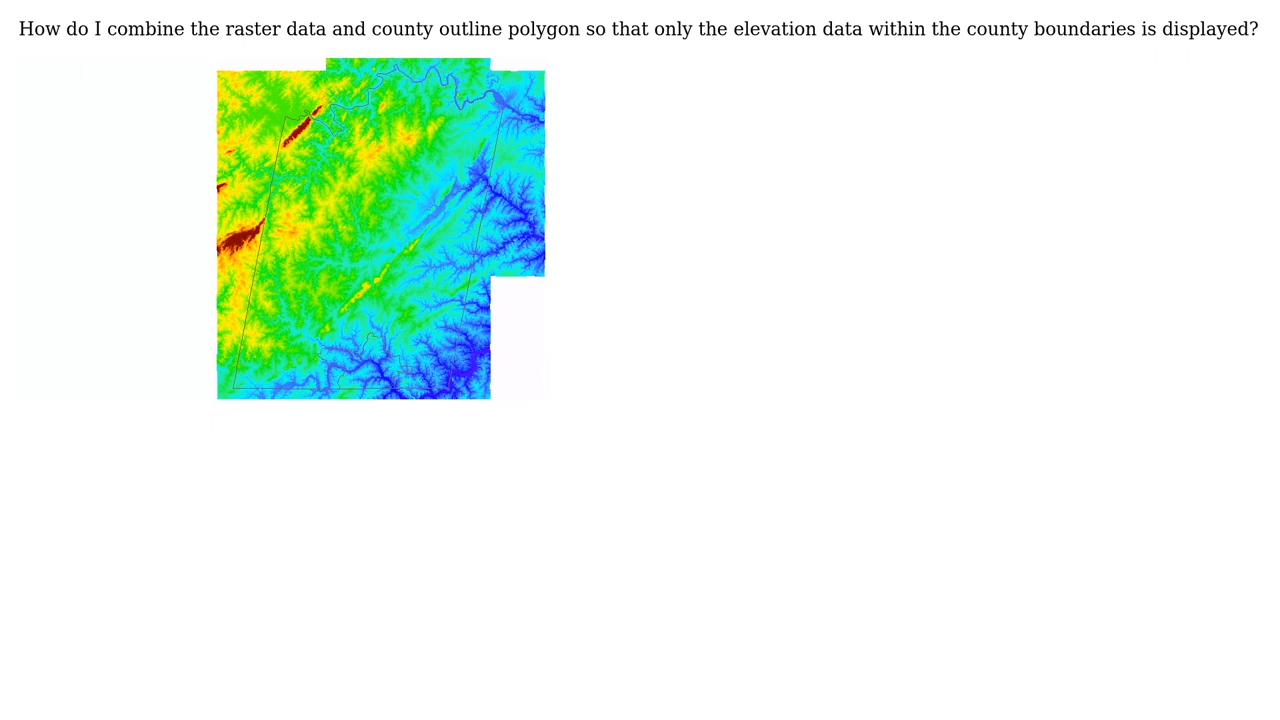 How do I combine the raster data and county outline polygon so that only the elevation data within the county boundaries is displayed?